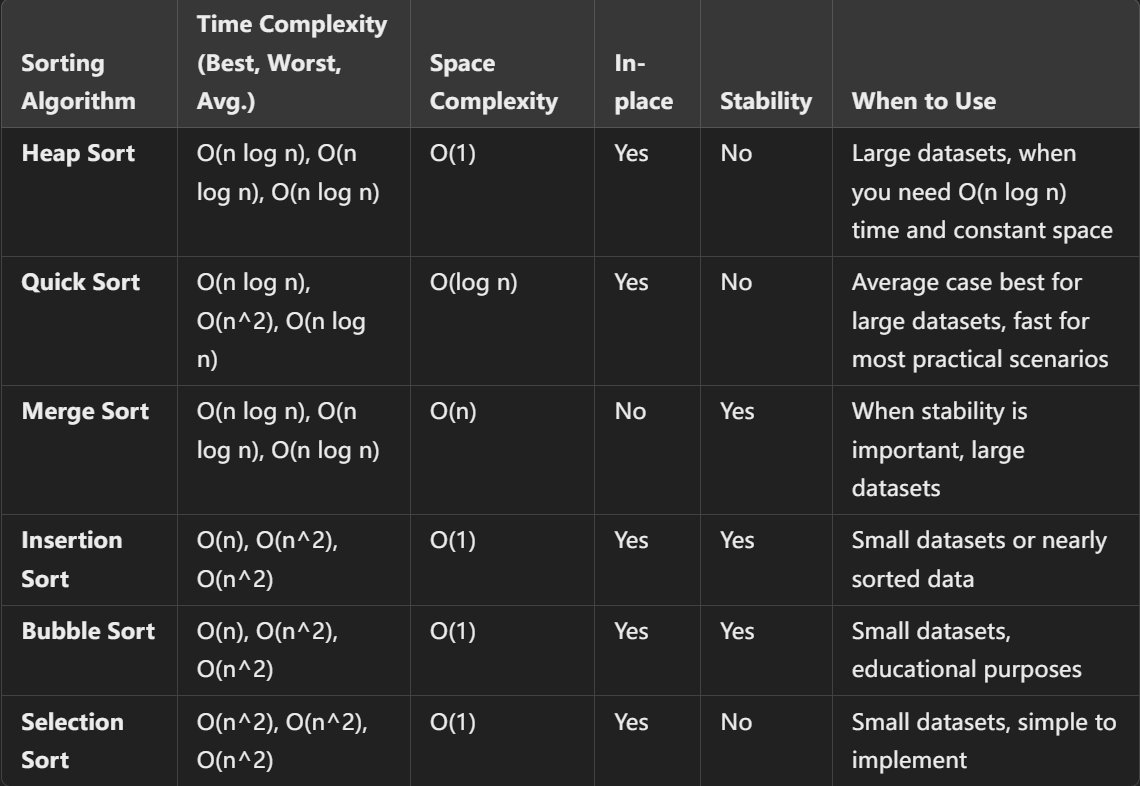 Sorting Algorithm
Time Complexity (Best, Worst, Avg.)
Space Complexity
In-place
Stability
When to Use
Heap Sort
O(n log n), O(n
log n), O(n log n)
O(1)
Yes
No
Large datasets, when
you need O(n log n)
time and constant space
Quick Sort
O(n log n),
O(n^2), O(n log
n)
O(log n)
Yes
No
Average case best for
large datasets, fast for
most practical scenarios
Merge Sort
O(n log n), O(n
log n), O(n log n)
O(n)
No
Yes
When stability is
important, large
datasets
Insertion
Sort
O(n), O(n^2),
O(n^2)
O(1)
Yes
Yes
Small datasets or nearly
sorted data
Bubble Sort
O(n), O(n^2),
O(n^2)
O(1)
Yes
Yes
Small datasets,
educational purposes
Selection
Sort
O(n^2), O(n^2),
O(n^2)
O(1)
Yes
No
Small datasets, simple to
implement